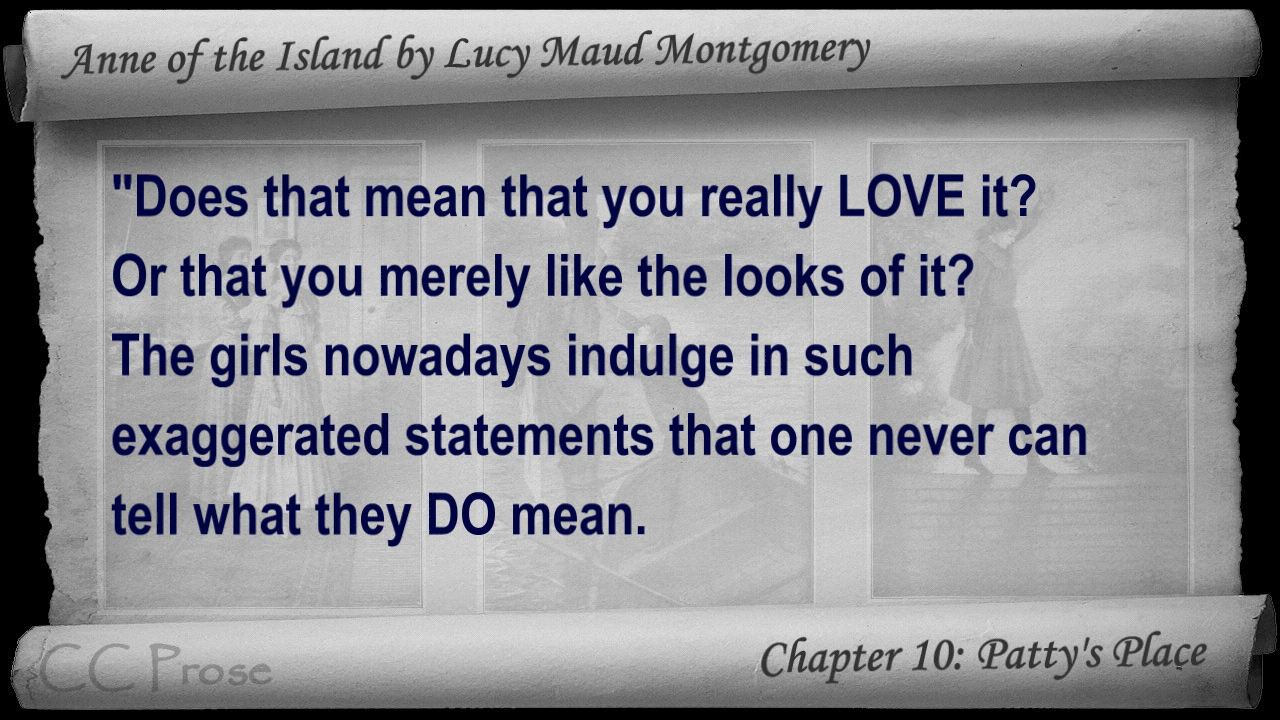 Anne of the Island by Lucy Maud Montgomery
"Does that mean that you really LOVE it?
Or that you merely like the looks of it?
The girls nowadays indulge in such
exaggerated statements that one never can
tell what they DO mean.
CC Prose
Chapter 10: Patty's Place